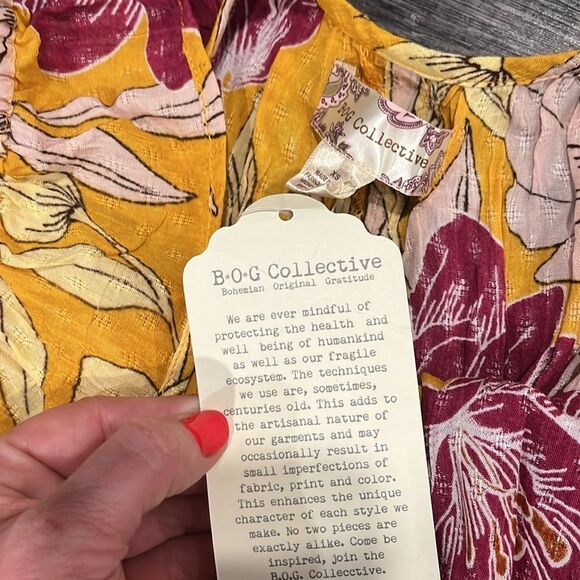 B.O.G Collective
XS
MADE
B•O•G Collective
Bohemian Original Gratitude
We are ever mindful of
protecting the health and
well being of humankind
as well as our fragile
ecosystem. The techniques
we use are, sometimes,
centuries old. This adds to
the artisanal nature of
our garments and may
occasionally result in
small imperfections of
fabric, print and color.
This enhances the unique
character of each style we
make. No two pieces are
exactly alike. Come be
inspired, join the
B.O.G. Collecctive.